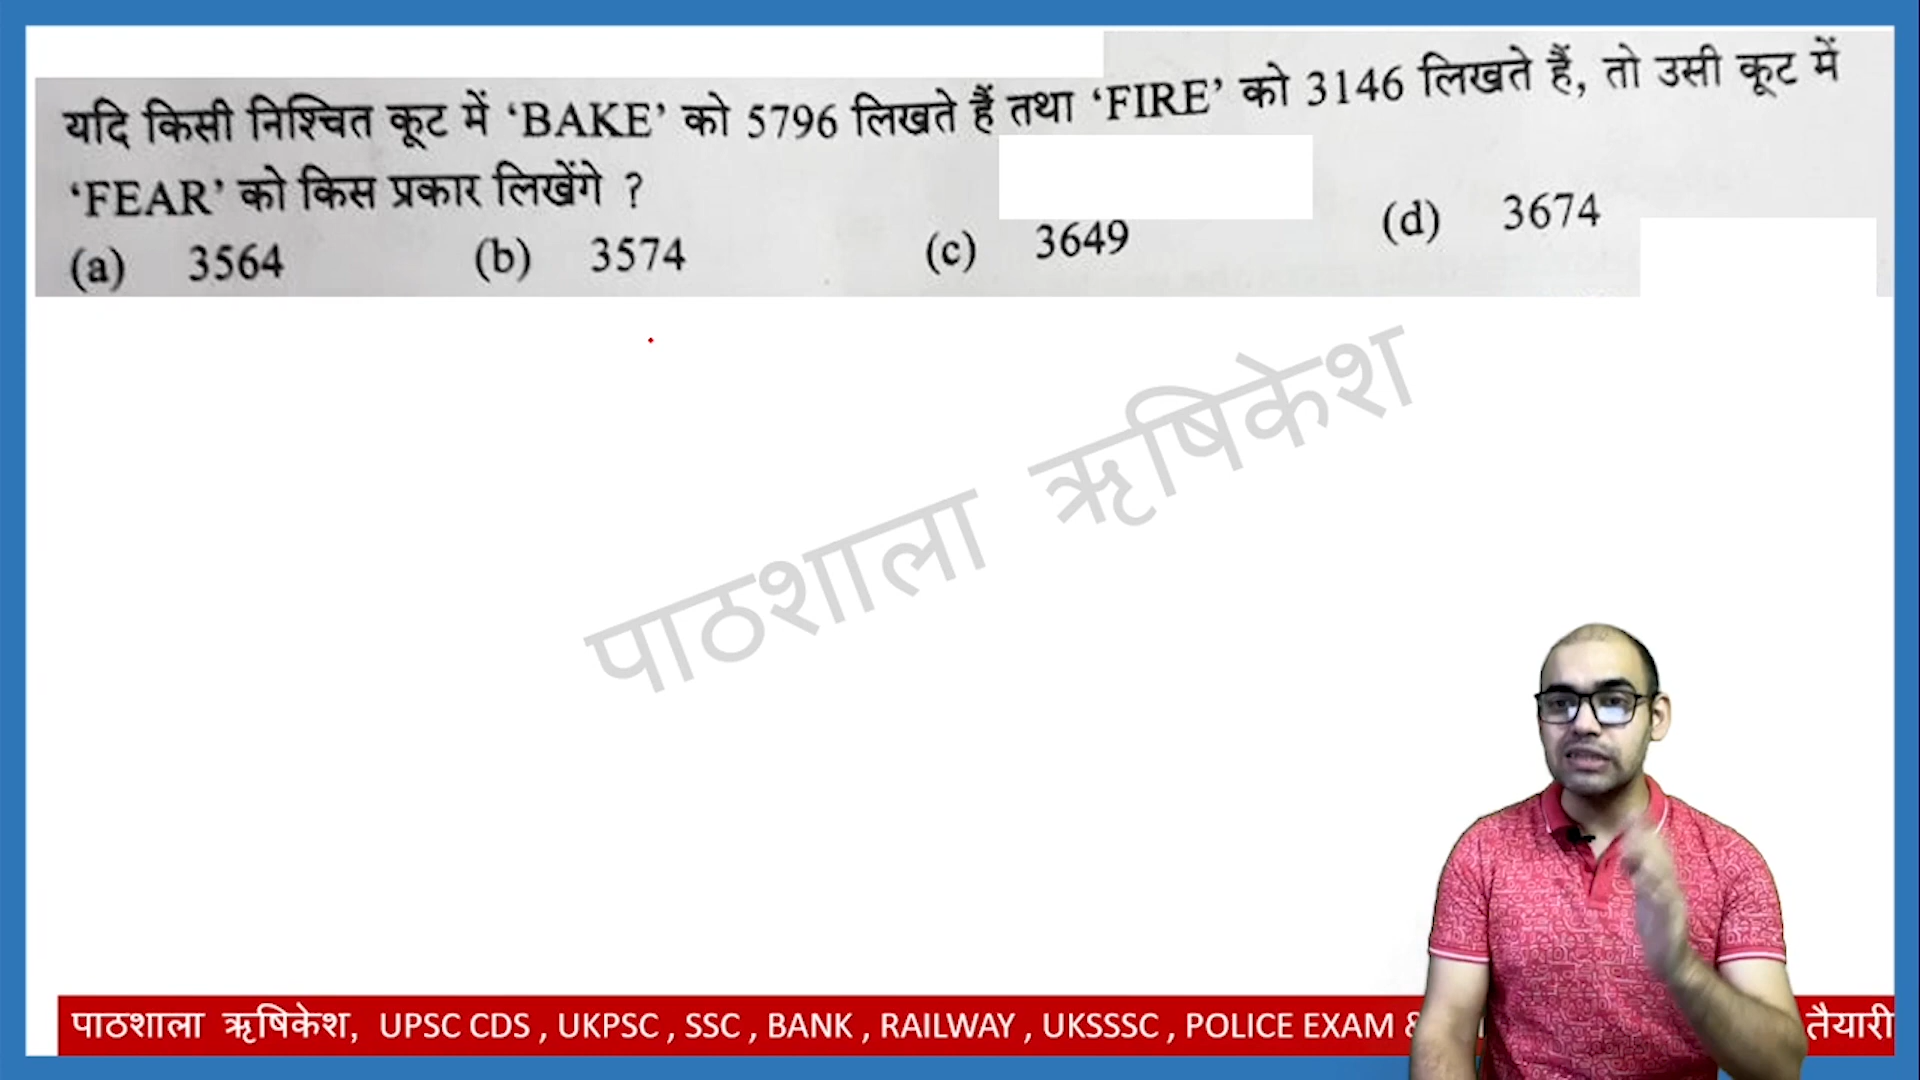 यदि किसी निश्चित कूट में ‘BAKE’ को 5796 लिखते हैं तथा ‘FIRE’ को 3146 लिखते हैं, तो उसी कूट में
‘FEAR’ को किस प्रकार लिखेंगे ?
(a) 3564 (b) 3574 (c) 3649 (d) 3674
पाठशाला ऋषिकेश
पाठशाला ऋषिकेश, UPSC CDS , UKPSC , SSC , BANK , RAILWAY , UKSSSC , POLICE EXAM & तैयारी